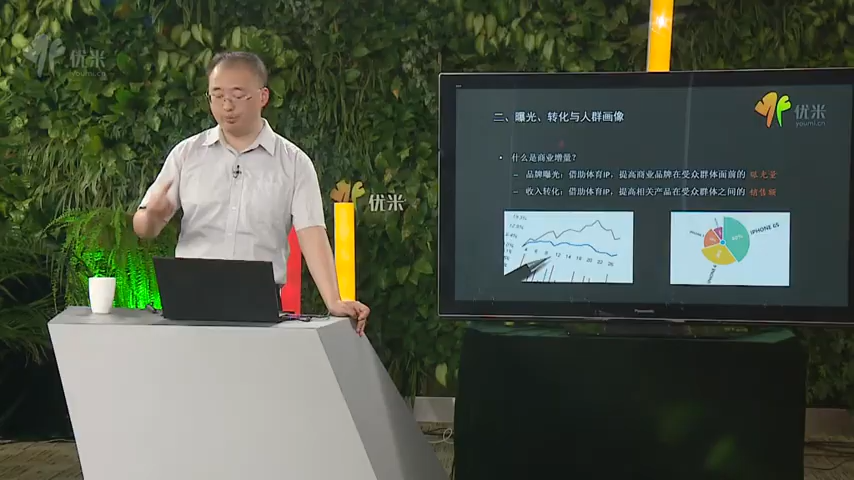 优米
youmi.cn
二、曝光、转化与人群画像
优米
youmi.cn
• 什么是商业增量?
– 品牌曝光:借助体育IP,提高商业品牌在受众群体面前的 曝光量
– 收入转化:借助体育IP,提高相关产品在受众群体之间的 销售额
优米
IPHONE 6S
Panasonic